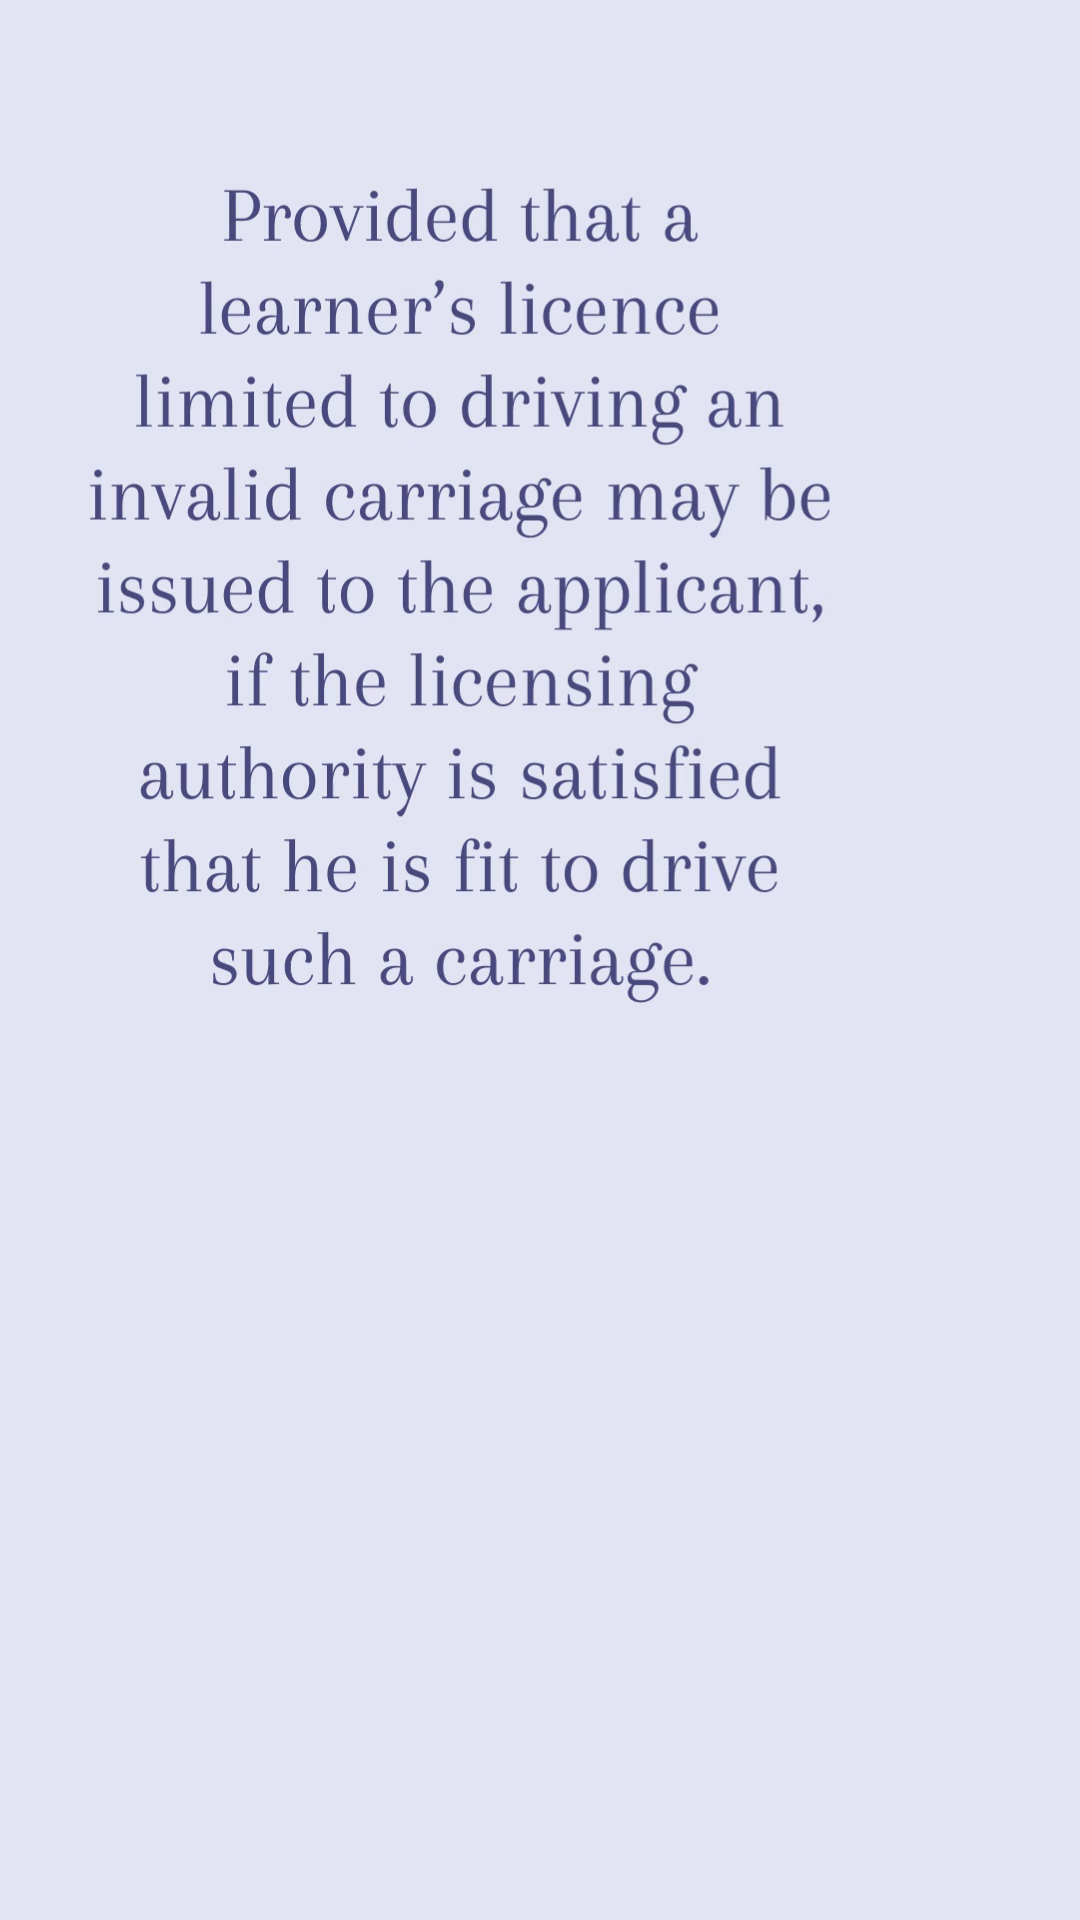 Provided that a
learner’s licence
limited to driving an
invalid carriage may be
issued to the applicant,
if the licensing
authority is satisfied
that he is fit to drive
such a carriage.